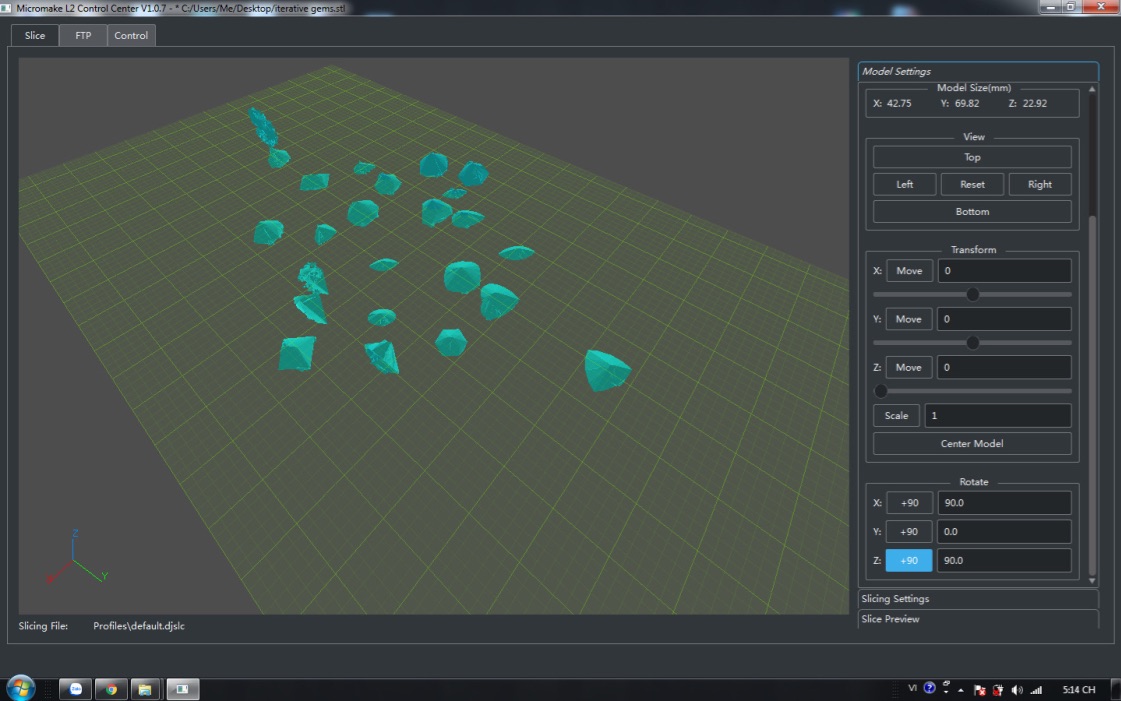 Micromake L2 Control Center V1.0.7 - * C:/Users/Me/Desktop/iterative gems.stl
Slice FTP Control
Model Settings
Model Size(mm)
X: 42.75 Y: 69.82 Z: 22.92
View
Top
Left Reset Right
Bottom
Transform
X: Move 0
Y: Move 0
Z: Move 0
Scale 1
Center Model
Rotate
X: +90 90.0
Y: +90 0.0
Z: +90 90.0
Z
Y
Slicing Settings
Slice Preview
Slicing File: Profiles\default.djslc
Zalo
VI 5:14 CH